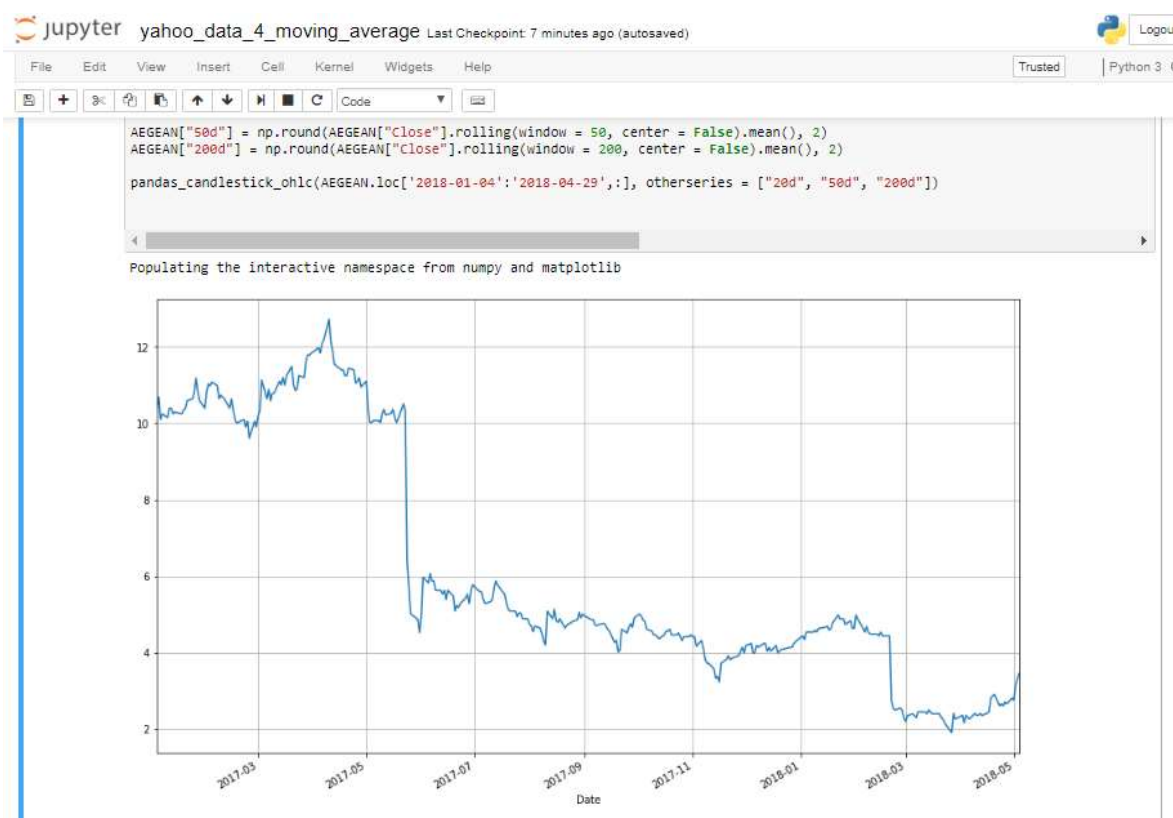 jupyter yahoo_data_4_moving_average Last Checkpoint: 7 minutes ago (autosaved)
Logou
File Edit View Insert Cell Kernel Widgets Help Trusted Python 3
Code
AEGEAN["50d"] = np.round(AEGEAN["Close"].rolling(window = 50, center = False).mean(), 2)
AEGEAN["200d"] = np.round(AEGEAN["Close"].rolling(window = 200, center = False).mean(), 2)
pandas_candlestick_ohlc(AEGEAN.loc['2018-01-04':'2018-04-29',:], otherseries = ["20d", "50d", "200d"])
Populating the interactive namespace from numpy and matplotlib
12
10
8
6
4
2
2017-03 2017-05 2017-07 2017-09 2017-11 2018-01 2018-03 2018-05
Date